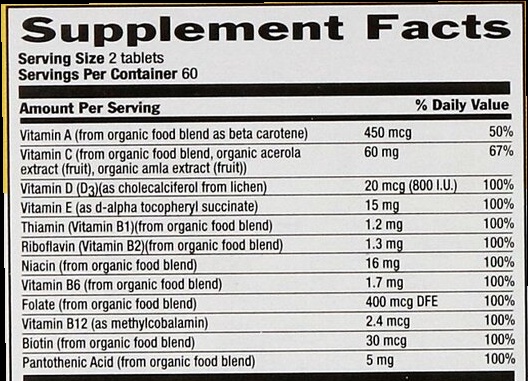 Supplement Facts
Serving Size 2 tablets
Servings Per Container 60
Amount Per Serving % Daily Value
Vitamin A (from organic food blend as beta carotene) 450 mcg 50%
Vitamin C (from organic food blend, organic acerola 60 mg 67%
extract (fruit), organic amla extract (fruit))
Vitamin D (D3)(as cholecalciferol from lichen) 20 mcg (800 I.U.) 100%
Vitamin E (as d-alpha tocopheryl succinate) 15 mg 100%
Thiamin (Vitamin B1)(from organic food blend) 1.2 mg 100%
Riboflavin (Vitamin B2)(from organic food blend) 1.3 mg 100%
Niacin (from organic food blend) 16 mg 100%
Vitamin B6 (from organic food blend) 1.7 mg 100%
Folate (from organic food blend) 400 mcg DFE 100%
Vitamin B12 (as methylcobalamin) 2.4 mcg 100%
Biotin (from organic food blend) 30 mcg 100%
Pantothenic Acid (from organic food blend) 5 mg 100%